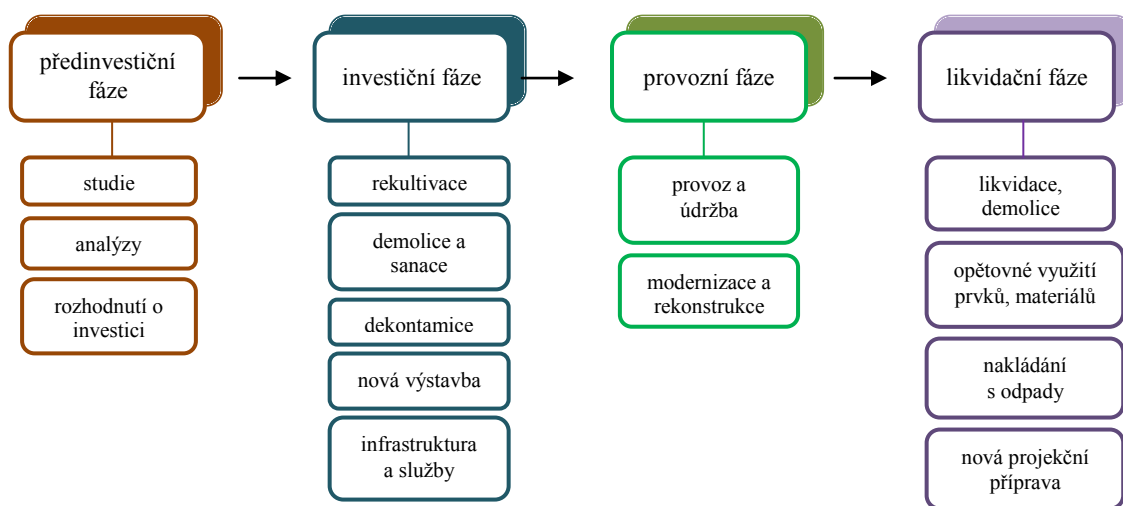 předinvestiční
fáze
investiční fáze
provozní fáze
likvidační fáze
studie
analýzy
rozhodnutí o
investici
rekultivace
demolice a
sanace
dekontamice
nová výstavba
infrastruktura
a služby
provoz a
údržba
modernizace a
rekonstrukce
likvidace,
demolice
opětovné využití
prvků, materiálů
nakládání
s odpady
nová projekční
příprava